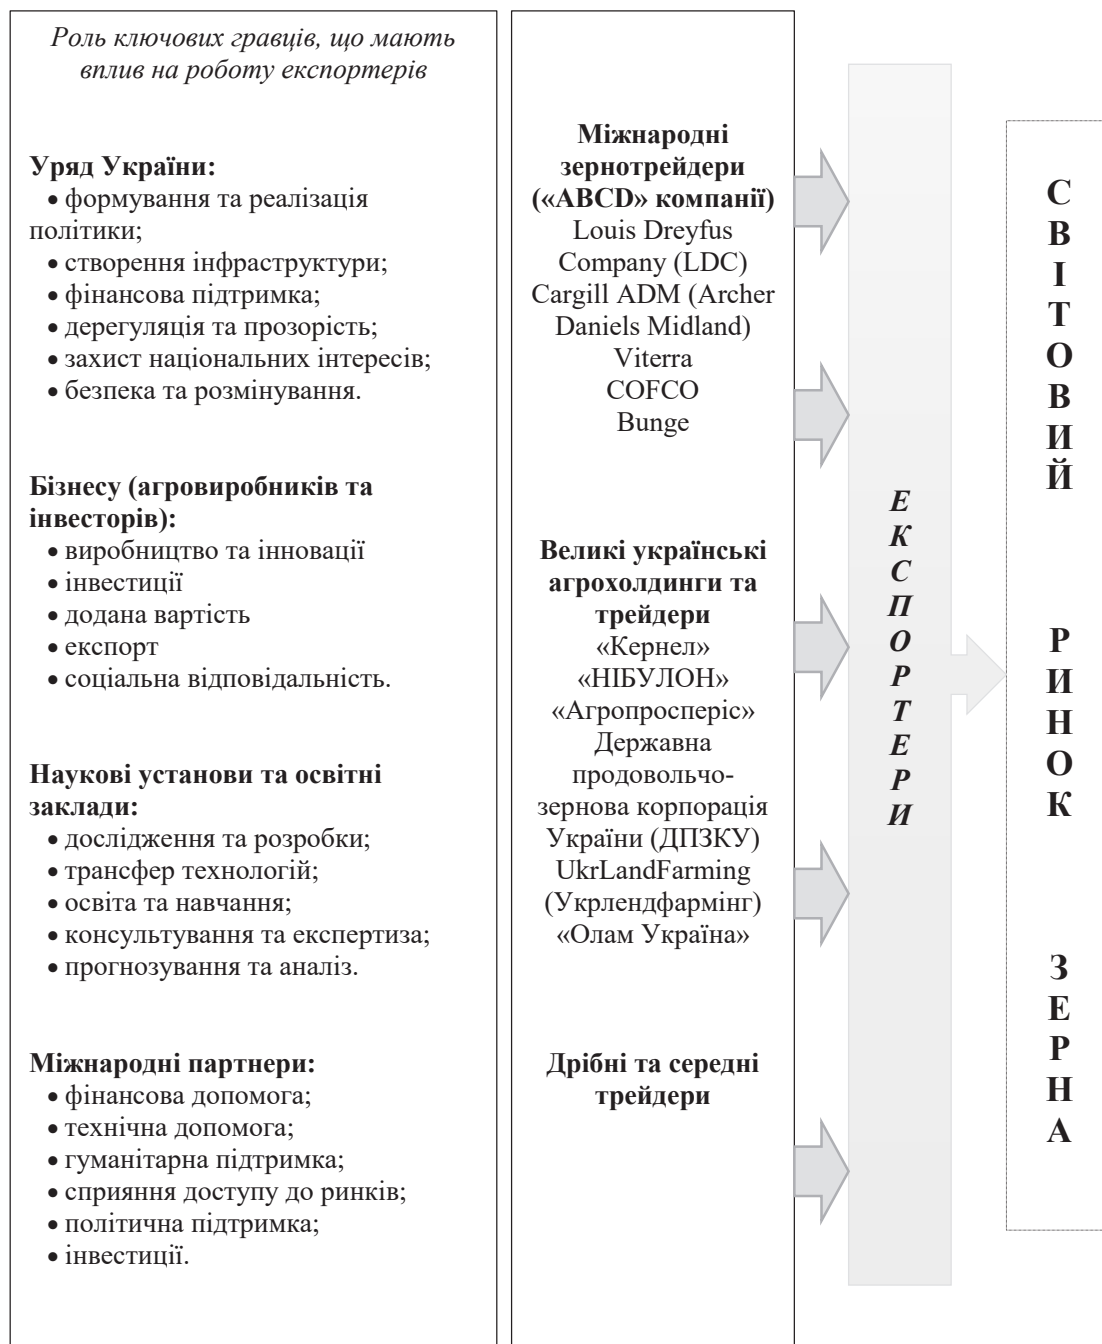 Роль ключових гравців, що мають
вплив на роботу експортерів
Уряд України:
• формування та реалізація
політики;
• створення інфраструктури;
• фінансова підтримка;
• дерегуляція та прозорість;
• захист національних інтересів;
• безпека та розмінування.
Бізнесу (агровиробників та
інвесторів):
• виробництво та інновації
• інвестиції
• додана вартість
• експорт
• соціальна відповідальність.
Наукові установи та освітні
заклади:
• дослідження та розробки;
• трансфер технологій;
• освіта та навчання;
• консультування та експертиза;
• прогнозування та аналіз.
Міжнародні партнери:
• фінансова допомога;
• технічна допомога;
• гуманітарна підтримка;
• сприяння доступу до ринків;
• політична підтримка;
• інвестиції.
Міжнародні
зернотрейдери
(«ABCD» компанії)
Louis Dreyfus
Company (LDC)
Cargill ADM (Archer
Daniels Midland)
Viterra
COFCO
Bunge
Великі українські
агрохолдинги та
трейдери
«Кернел»
«НІБУЛОН»
«Агропросперіс»
Державна
продовольчо-
зернова корпорація
України (ДПЗКУ)
UkrLandFarming
(Укрлендфармінг)
«Олам Україна»
Дрібні та середні
трейдери
ЕКСПОРТЕРИ
СВІТОВИЙ РИНОК ЗЕРНА